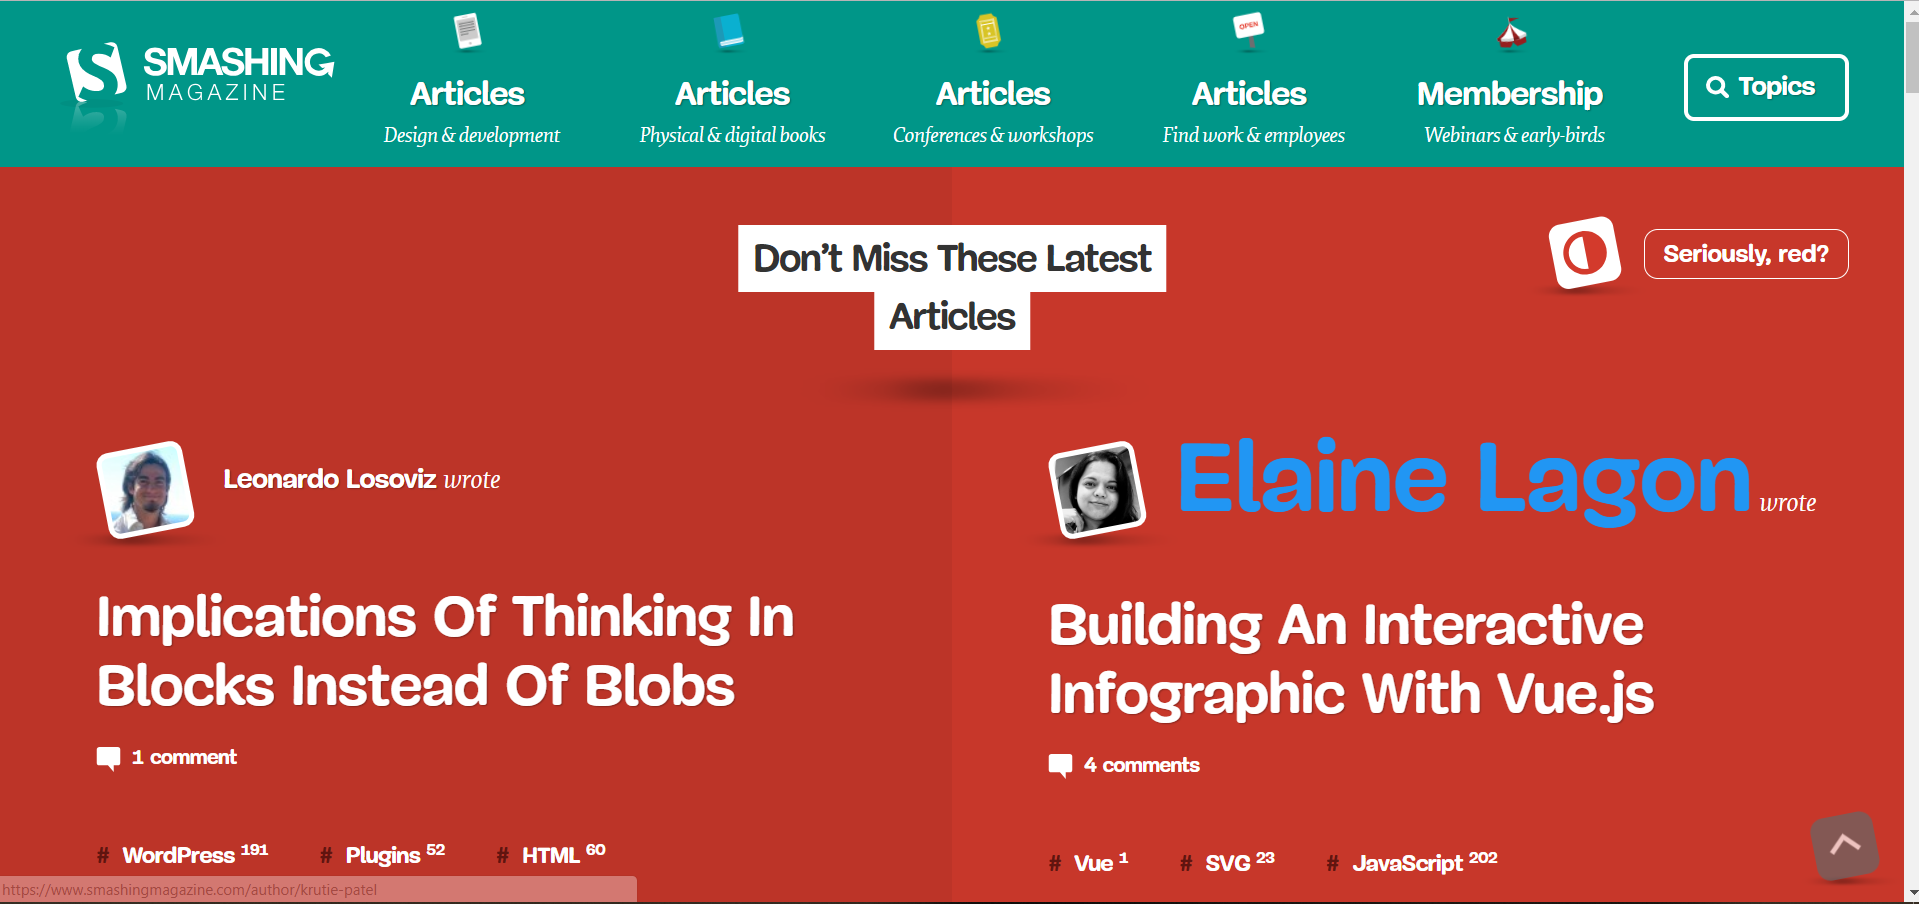 SMASHING
MAGAZINE
Articles
Design & development
Articles
Physical & digital books
Articles
Conferences & workshops
OPEN
Articles
Find work & employees
Membership
Webinars & early-birds
Topics
Don’t Miss These Latest
Articles
Seriously, red?
Leonardo Losoviz wrote
Implications Of Thinking In
Blocks Instead Of Blobs
1 comment
# WordPress 191 # Plugins 52 # HTML 60
Elaine Lagon wrote
Building An Interactive
Infographic With Vue.js
4 comments
# Vue 1 # SVG 23 # JavaScript 202
https://www.smashingmagazine.com/author/krutie-patel